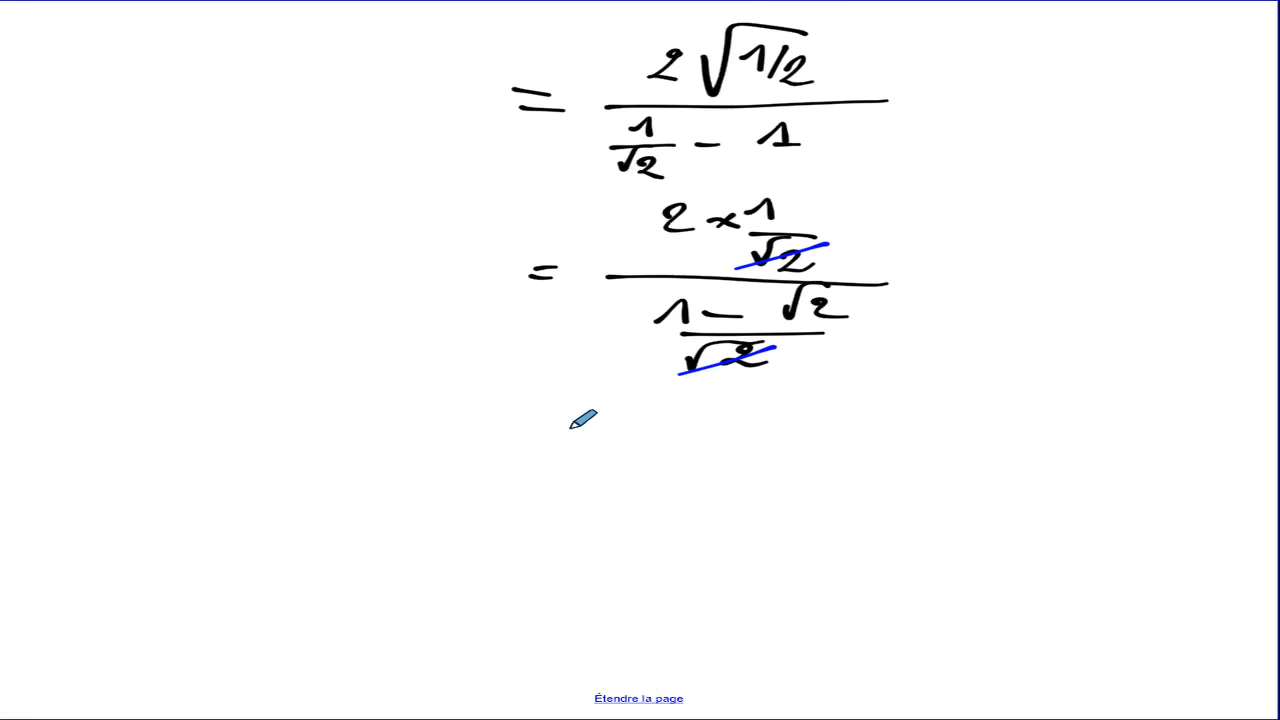 = 2 √1/2
1/√2 - 1
= 2 × 1/√2
1 - √2
√2
Étendre la page